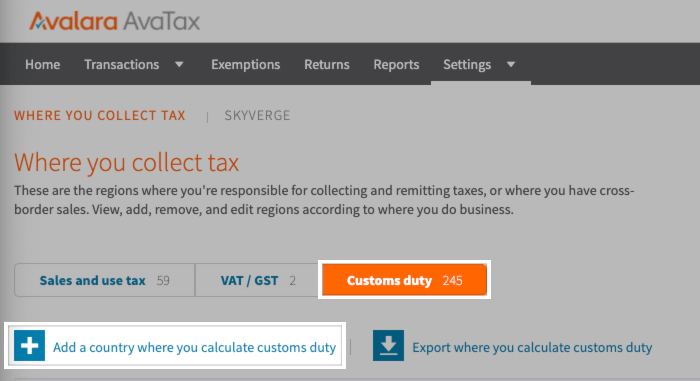 Avalara AvaTax
Home Transactions Exemptions Returns Reports Settings
WHERE YOU COLLECT TAX | SKYVERGE
Where you collect tax
These are the regions where you're responsible for collecting and remitting taxes, or where you have cross-
border sales. View, add, remove, and edit regions according to where you do business.
Sales and use tax 59 VAT / GST 2 Customs duty 245
Add a country where you calculate customs duty | Export where you calculate customs duty